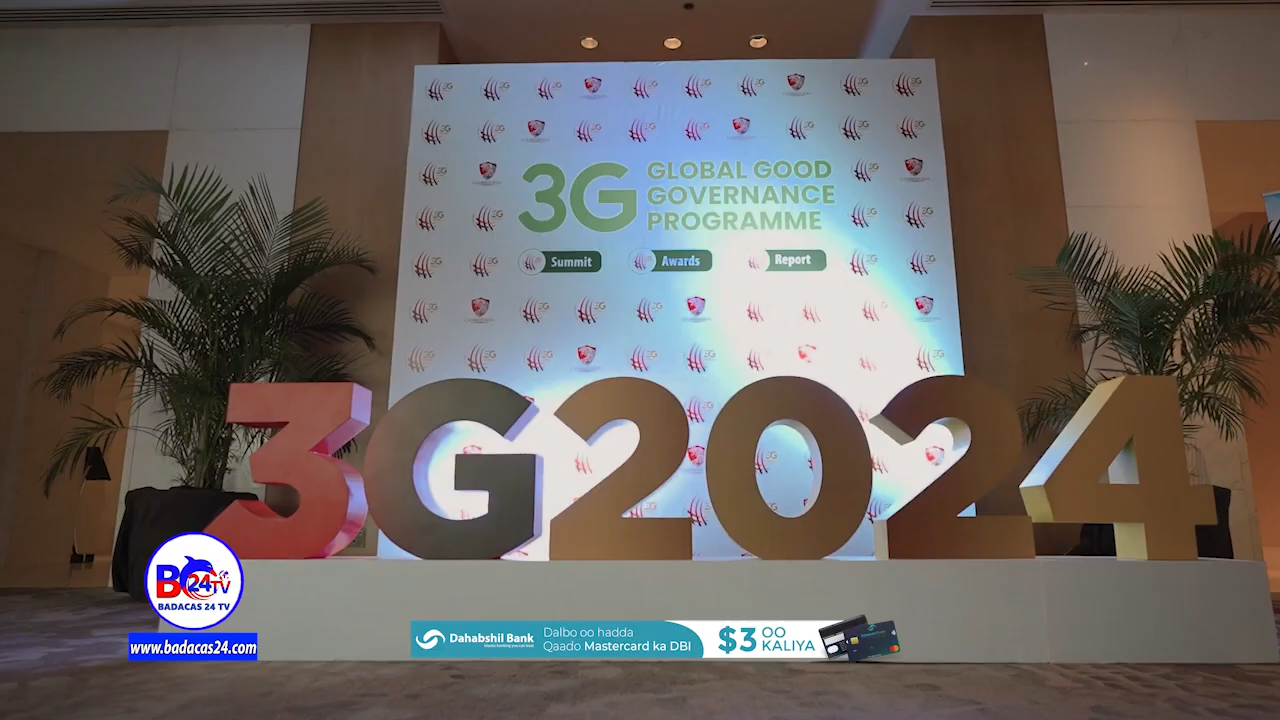 3G GLOBAL GOOD
GOVERNANCE
PROGRAMME
Summit Awards Report
3G2024
BC24TV
BADACAS 24 TV
www.badacas24.com
Dahabshil Bank
Dalbo oo hadda
Qaado Mastercard ka DBI
$3 OO
KALIYA